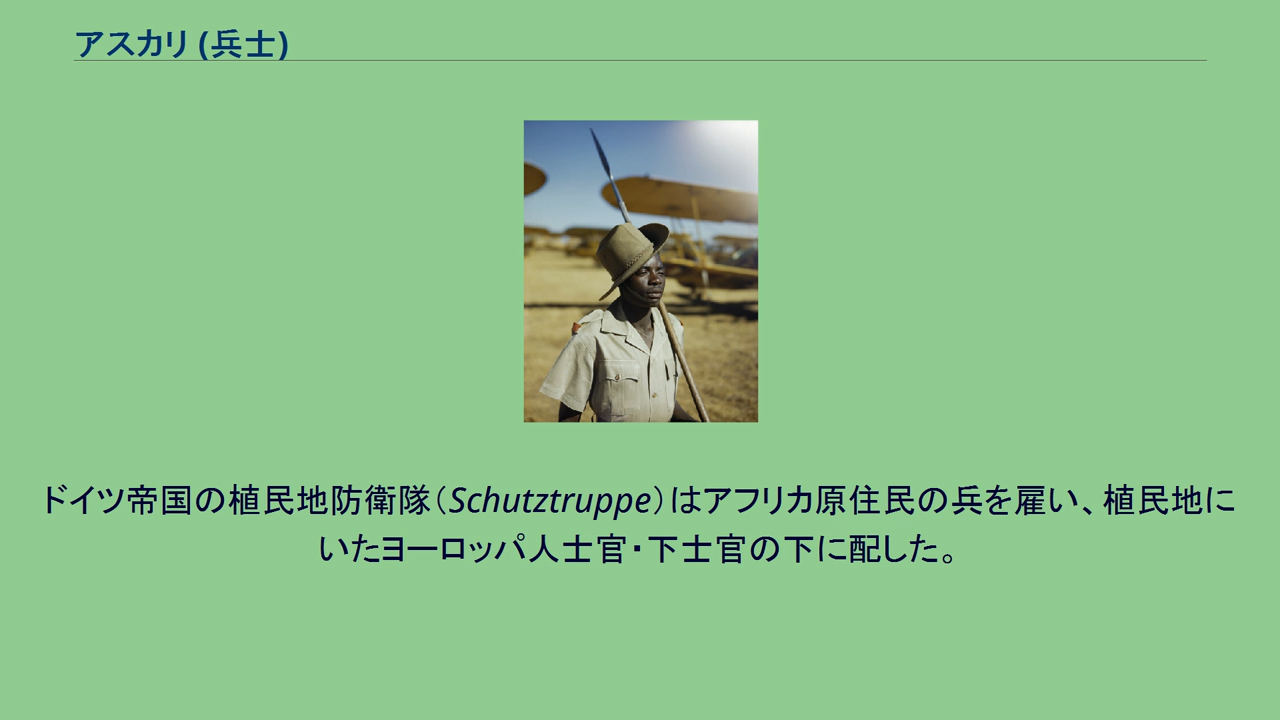 アスカリ (兵士)
ドイツ帝国の植民地防衛隊（Schutztruppe）はアフリカ原住民の兵を雇い、植民地に
いたヨーロッパ人士官・下士官の下に配した。